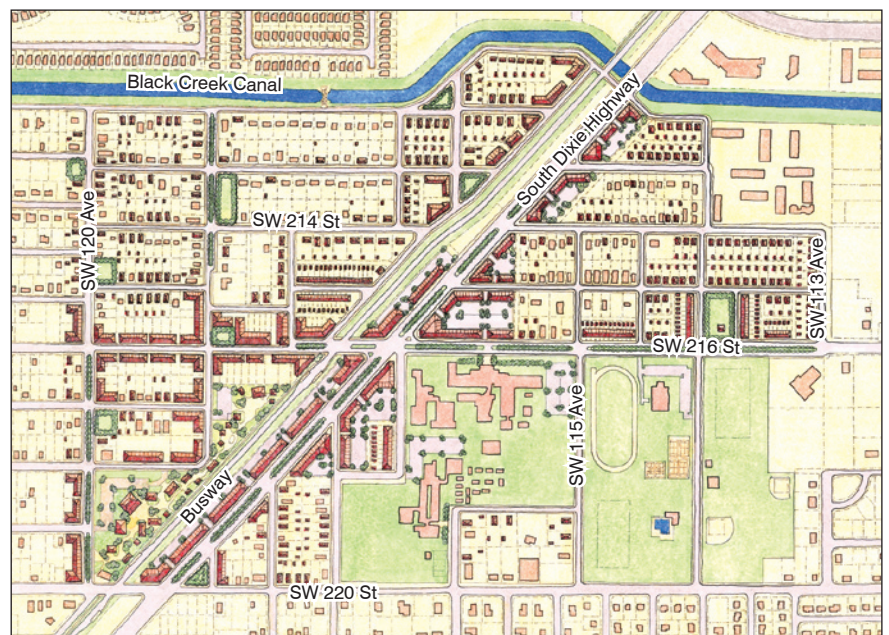 Black Creek Canal
South Dixie Highway
SW 120 Ave
SW 214 St
SW 113 Ave
SW 216 St
SW 115 Ave
Busway
SW 220 St